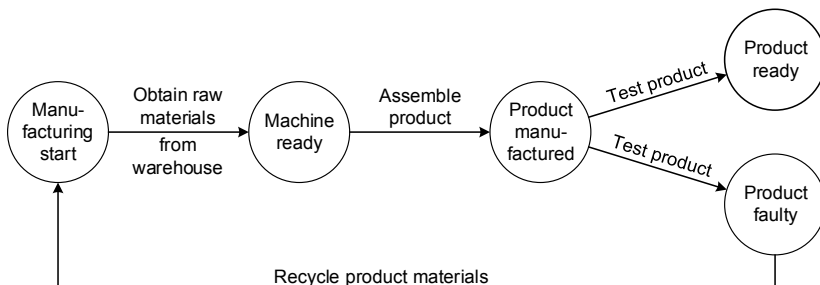 Manu-
facturing
start
Obtain raw
materials
from
warehouse
Machine
ready
Assemble
product
Product
manu-
factured
Test product
Product
ready
Test product
Product
faulty
Recycle product materials